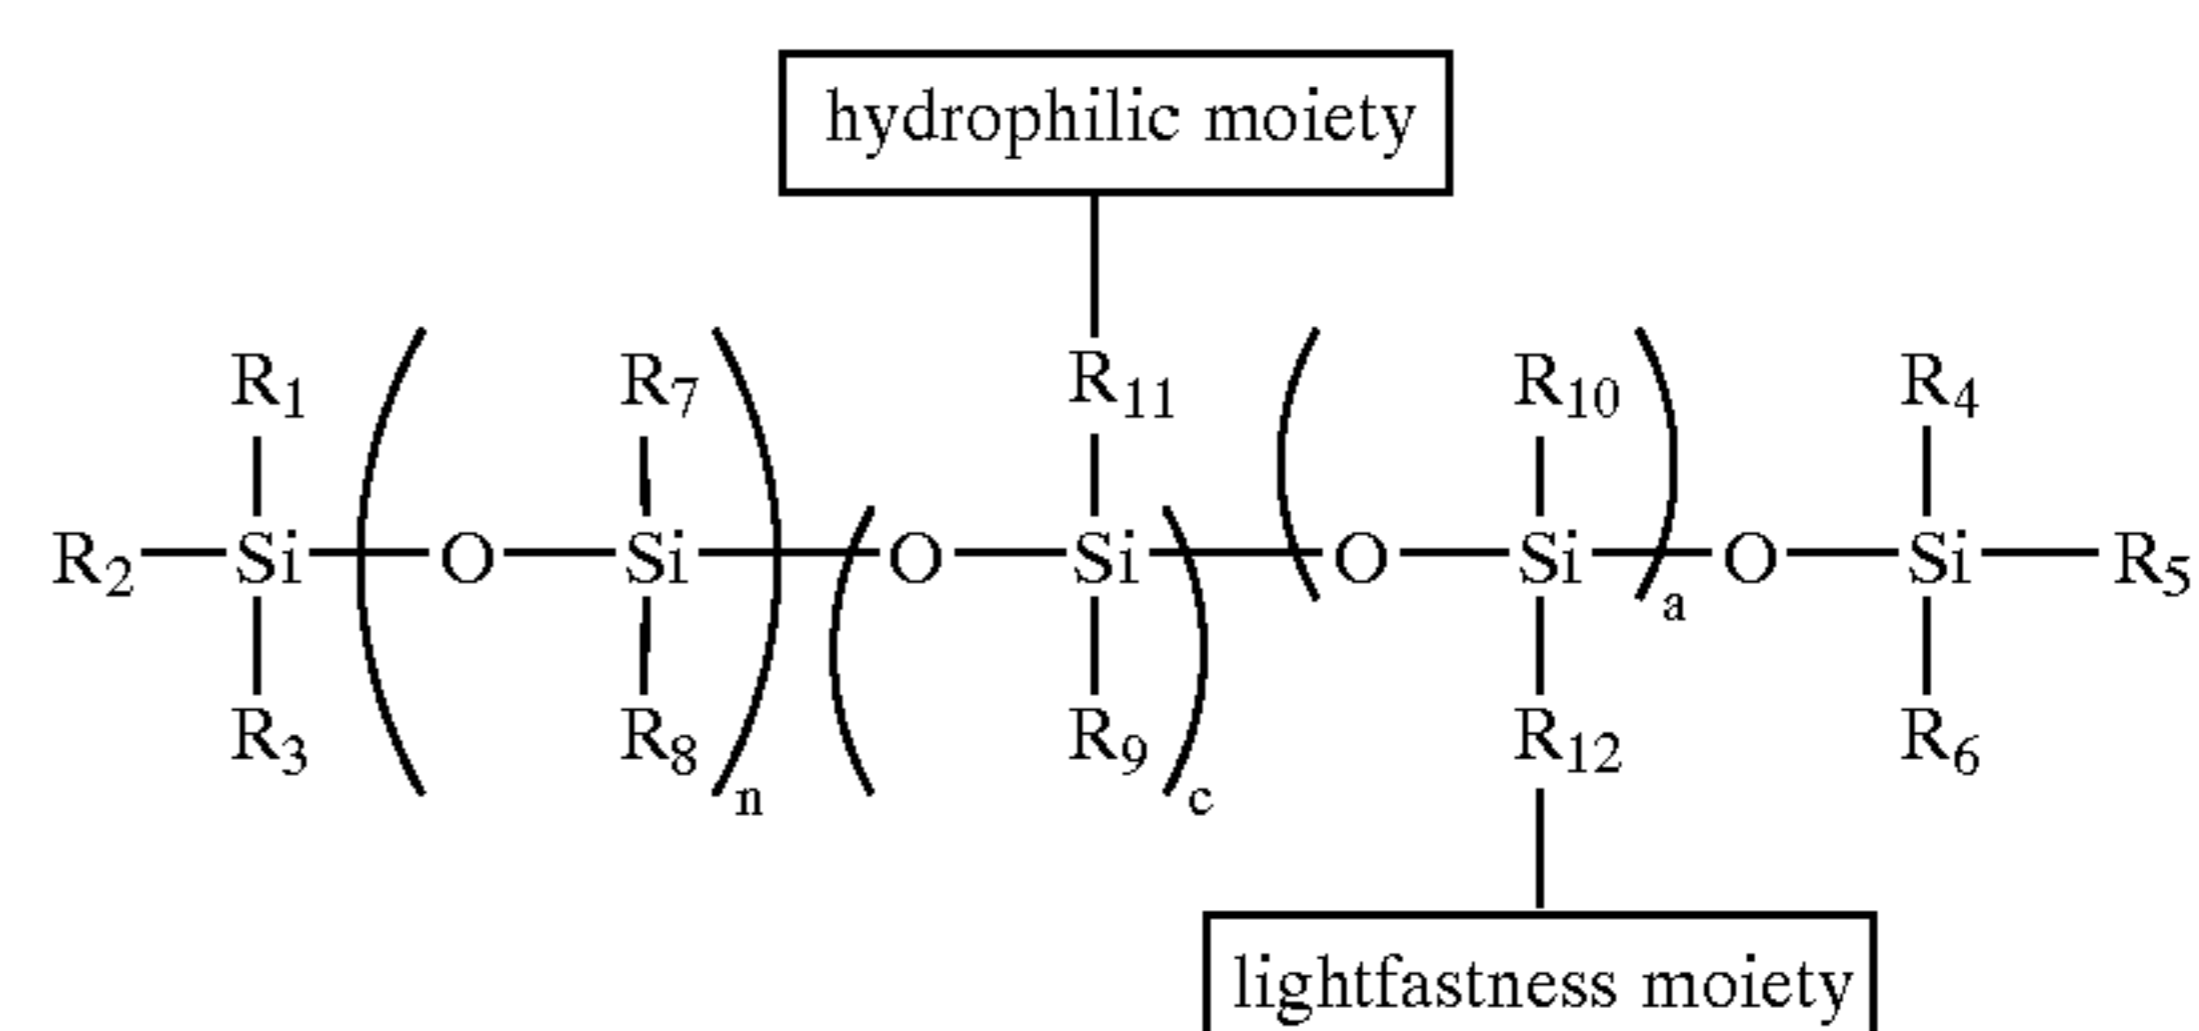 hydrophilic moiety
R11
R1 R7 R10 R4
R2 Si O Si O Si O Si O Si R5
a
R3 R8 R9 R12 R6
n c
lightfastness moiety